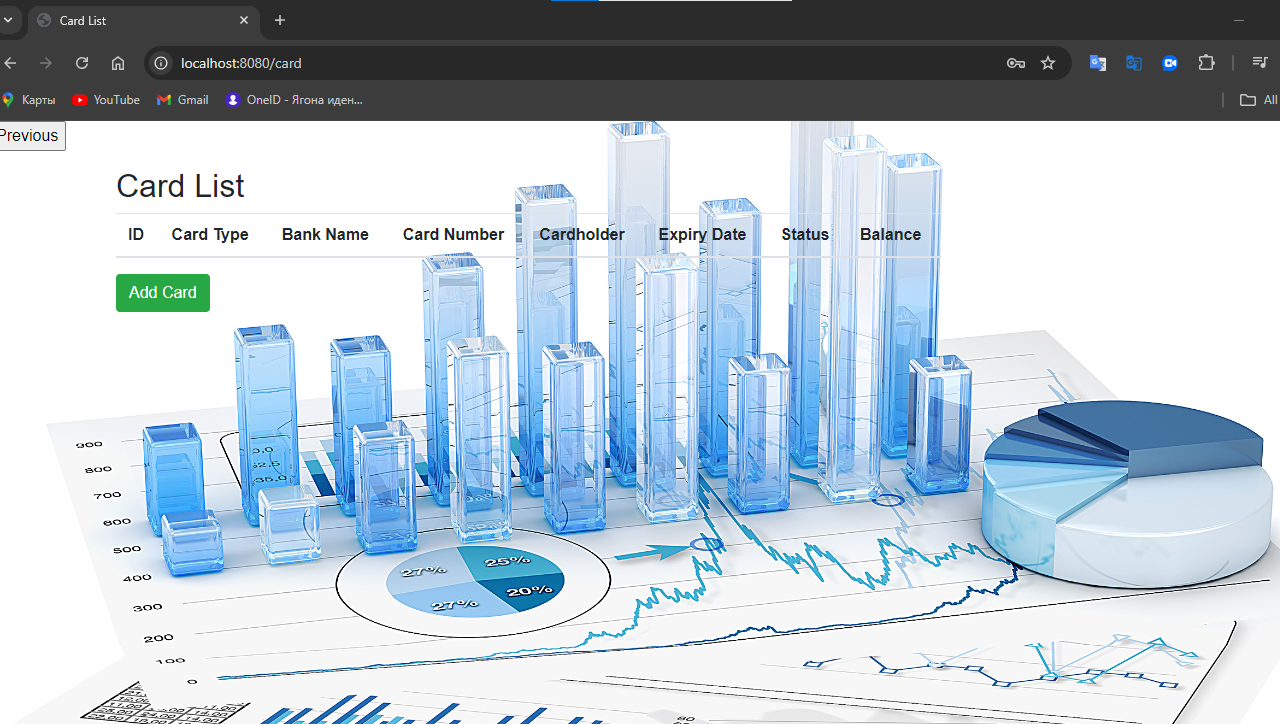 Card List
localhost:8080/card
Карты YouTube Gmail OneID - Ягона иден... All
Previous
Card List
ID Card Type Bank Name Card Number Cardholder Expiry Date Status Balance
Add Card
900
800
700
600
500
400
300
200
100
0
27% 25%
27% 20%
50